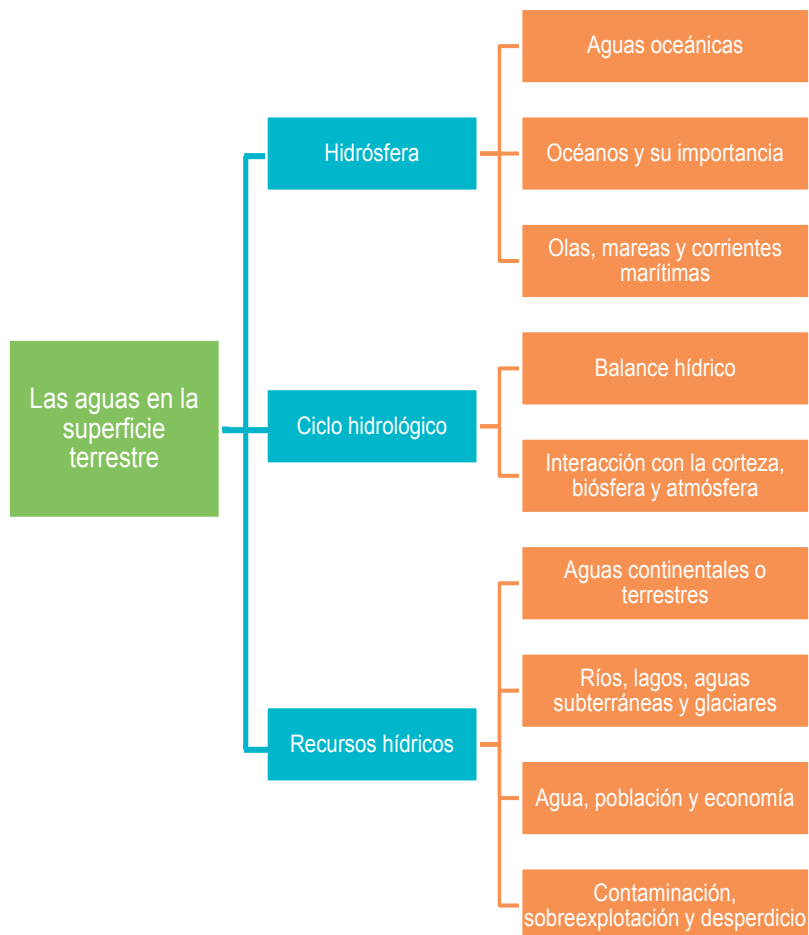 Las aguas en la
superficie
terrestre
Hidrósfera
Aguas oceánicas
Océanos y su importancia
Olas, mareas y corrientes
marítimas
Ciclo hidrológico
Balance hídrico
Interacción con la corteza,
biósfera y atmósfera
Recursos hídricos
Aguas continentales o
terrestres
Ríos, lagos, aguas
subterráneas y glaciares
Agua, población y economía
Contaminación,
sobreexplotación y desperdicio